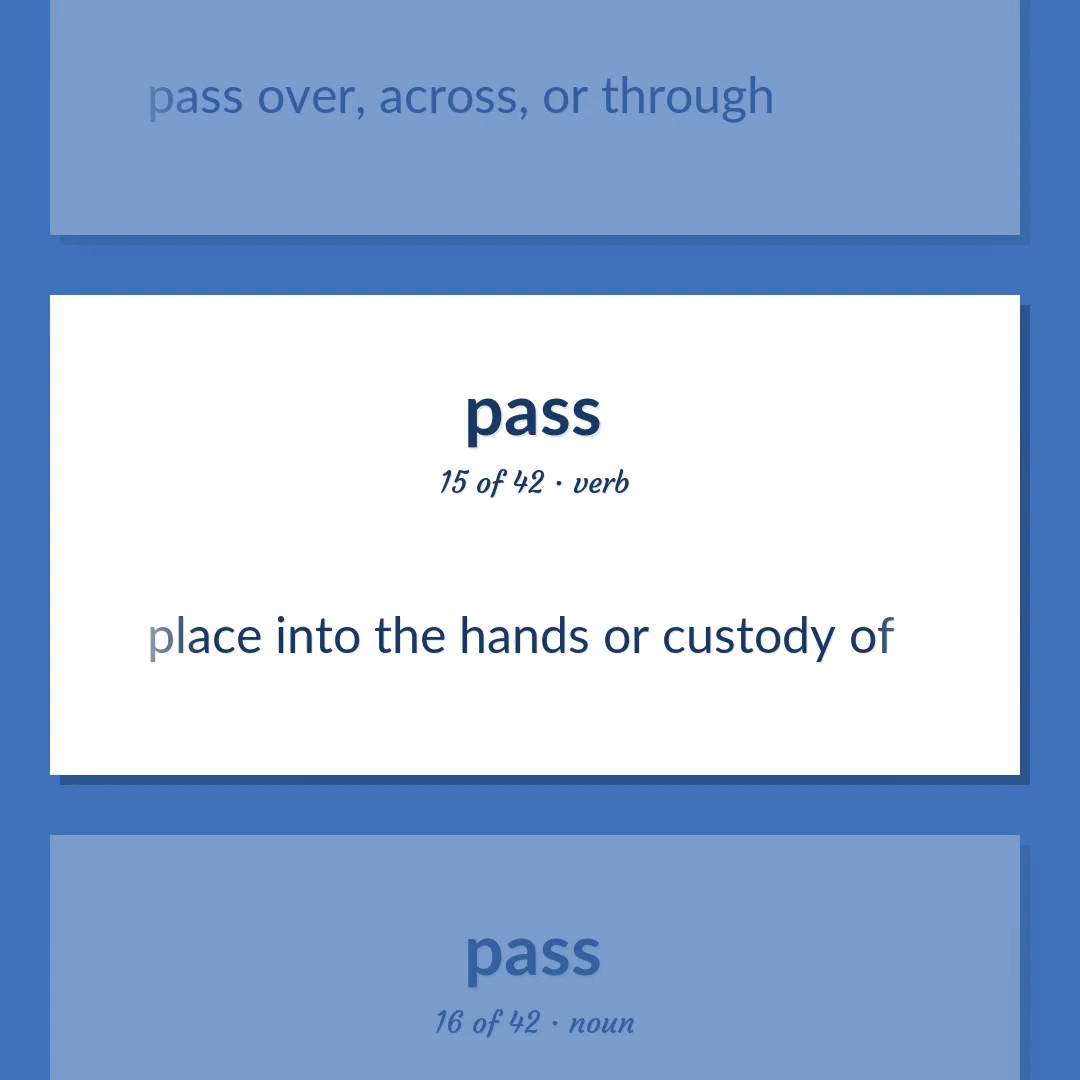 pass over, across, or through
pass
15 of 42 · verb
place into the hands or custody of
pass
16 of 42 · noun